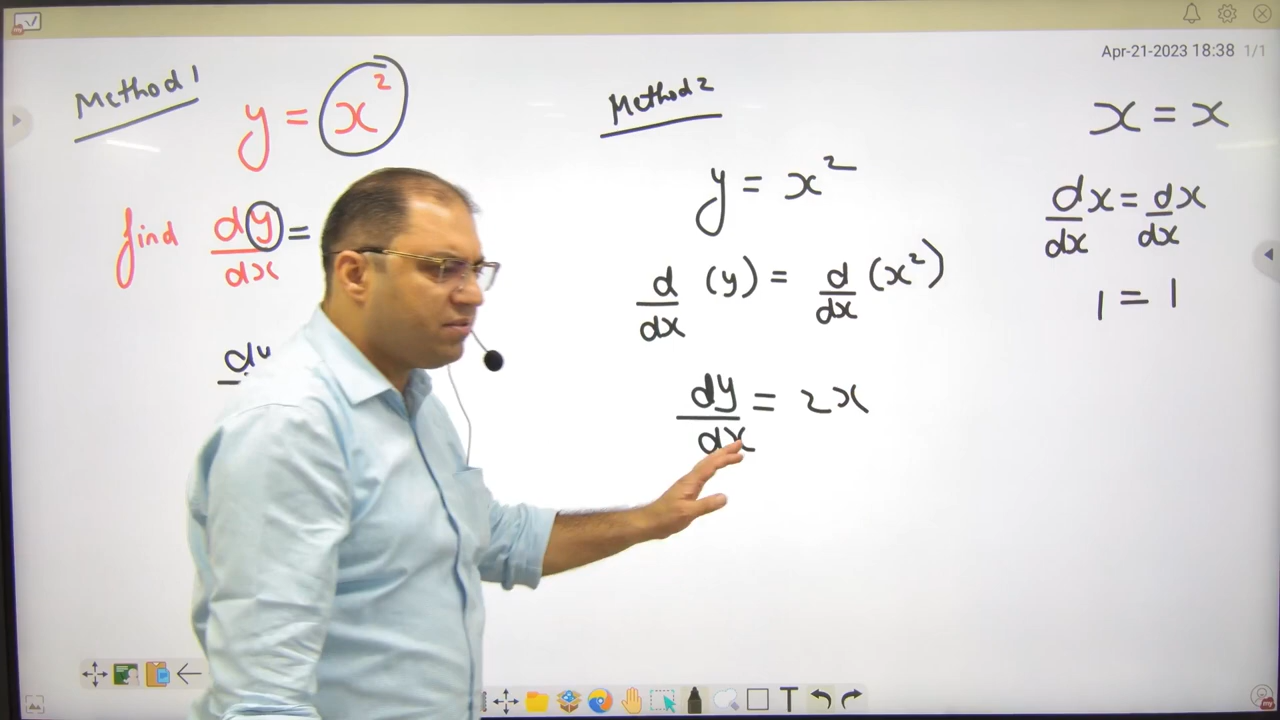 Apr-21-2023 18:38 1/1
Method 1
y = x²
find dy/dx =
Method 2
y = x²
d/dx (y) = d/dx (x²)
dy/dx = 2x
x = x
d/dx x = d/dx x
1 = 1
T